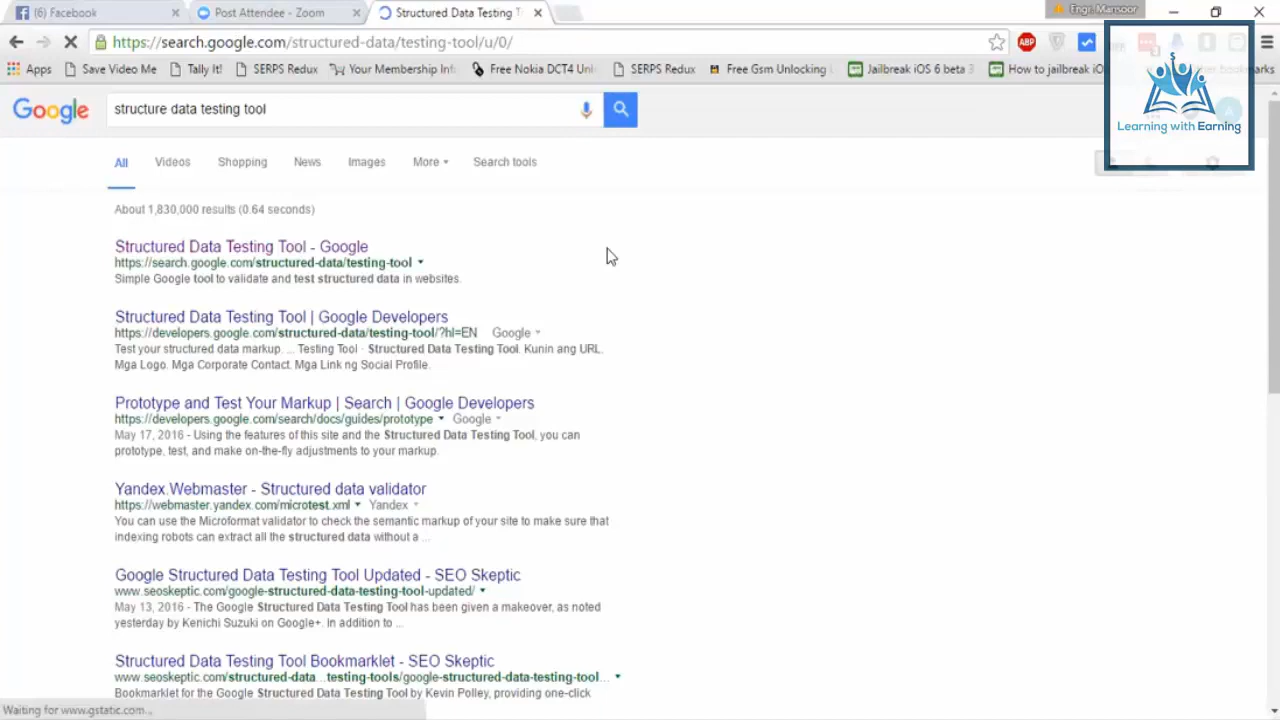 (6) Facebook
Post Attendee - Zoom
Structured Data Testing T
Engr. Mansoor
https://search.google.com/structured-data/testing-tool/u/0/
ABP
Apps
Save Video Me
Tally It!
SERPS Redux
Your Membership Inf
Free Nokia DCT4 Unl
SERPS Redux
Free Gsm Unlocking
Jailbreak iOS 6 beta 3
How to jailbreak iO
bookmarks
Learning with Earning
Google
structure data testing tool
All
Videos
Shopping
News
Images
More
Search tools
About 1,830,000 results (0.64 seconds)
Structured Data Testing Tool - Google
https://search.google.com/structured-data/testing-tool
Simple Google tool to validate and test structured data in websites.
Structured Data Testing Tool | Google Developers
https://developers.google.com/structured-data/testing-tool/?hl=EN Google
Test your structured data markup. ... Testing Tool · Structured Data Testing Tool. Kunin ang URL.
Mga Logo. Mga Corporate Contact. Mga Link ng Social Profile.
Prototype and Test Your Markup | Search | Google Developers
https://developers.google.com/search/docs/guides/prototype Google
May 17, 2016 - Using the features of this site and the Structured Data Testing Tool, you can
prototype, test, and make on-the-fly adjustments to your markup.
Yandex.Webmaster - Structured data validator
https://webmaster.yandex.com/microtest.xml Yandex
You can use the Microformat validator to check the semantic markup of your site to make sure that
indexing robots can extract all the structured data without a ...
Google Structured Data Testing Tool Updated - SEO Skeptic
www.seoskeptic.com/google-structured-data-testing-tool-updated/
May 13, 2016 - The Google Structured Data Testing Tool has been given a makeover, as noted
yesterday by Kenichi Suzuki on Google+. In addition to ...
Structured Data Testing Tool Bookmarklet - SEO Skeptic
www.seoskeptic.com/structured-data...testing-tools/google-structured-data-testing-tool...
Bookmarklet for the Google Structured Data Testing Tool by Kevin Polley, providing one-click
Waiting for www.gstatic.com...